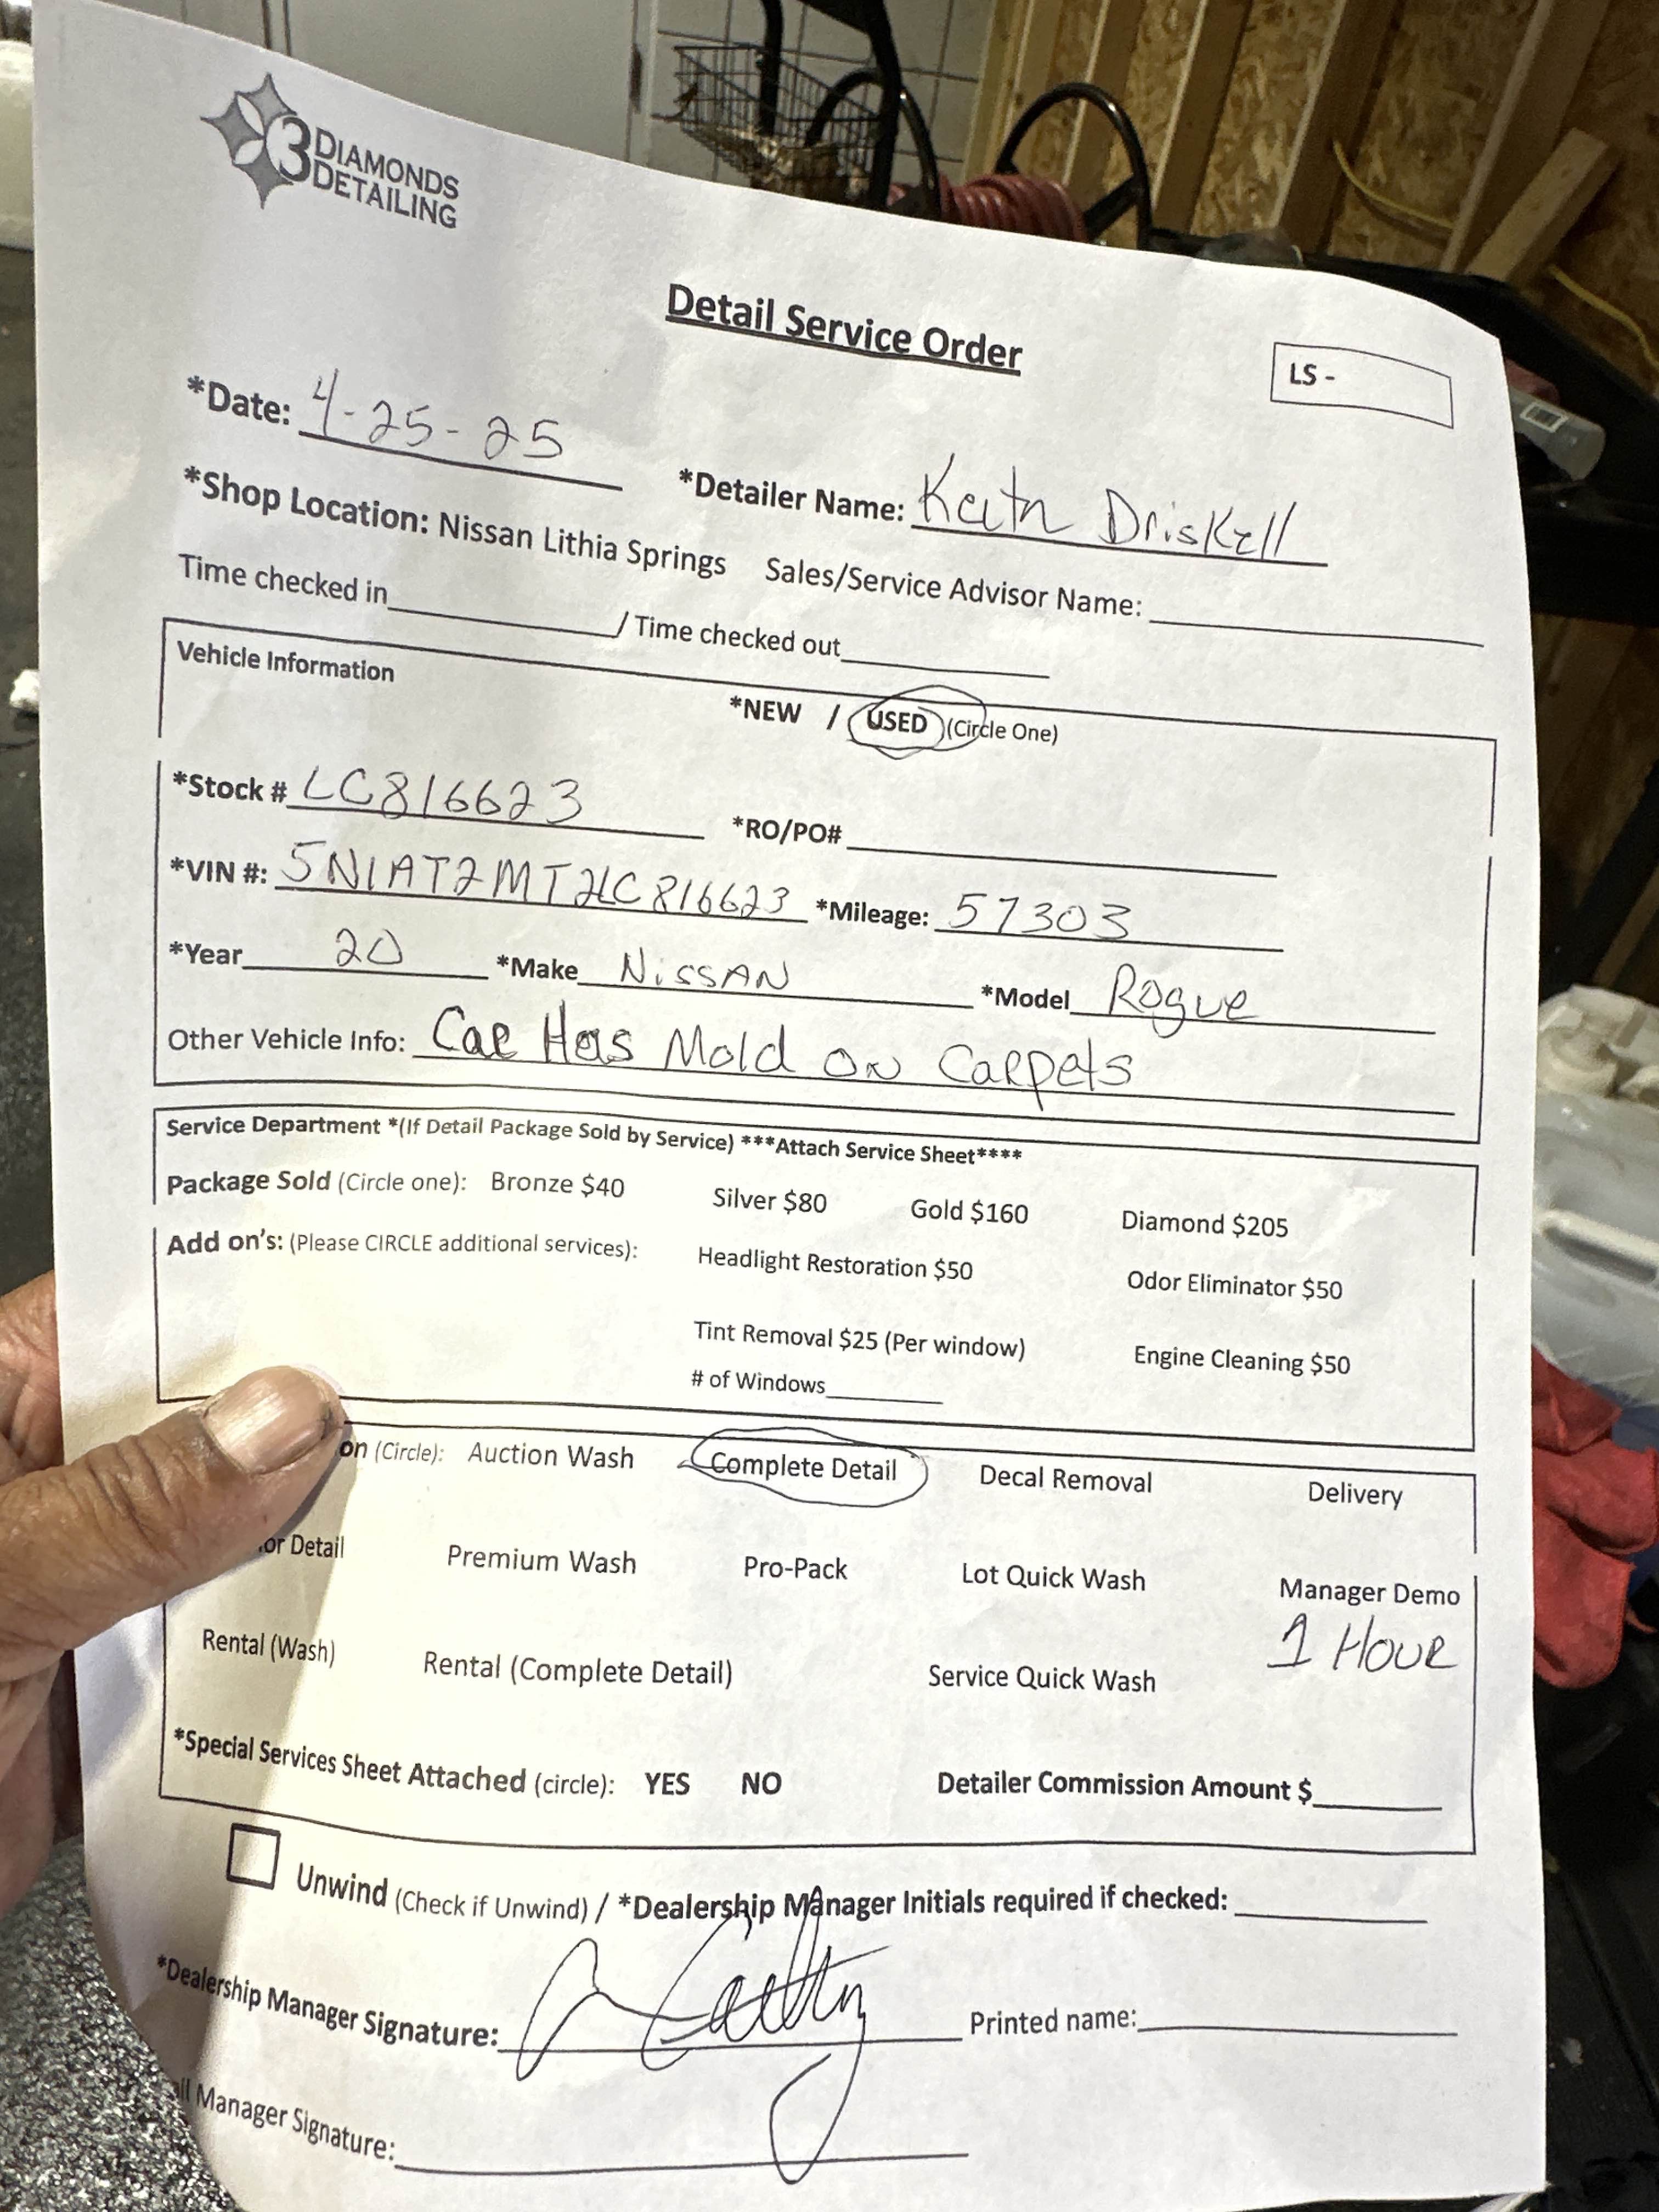 3 DIAMONDS
DETAILING
Detail Service Order
LS -
*Date: 4-25-25 *Detailer Name: Keith Driskell
*Shop Location: Nissan Lithia Springs Sales/Service Advisor Name:
Time checked in / Time checked out
Vehicle Information
*NEW / USED (Circle One)
*Stock # LC816623 *RO/PO#
*VIN #: 5N1AT2MT2LC816623 *Mileage: 57303
*Year 20 *Make NISSAN *Model Rogue
Other Vehicle Info: Car Has Mold on Carpets
Service Department *(If Detail Package Sold by Service) ***Attach Service Sheet****
Package Sold (Circle one): Bronze $40 Silver $80 Gold $160 Diamond $205
Add on's: (Please CIRCLE additional services): Headlight Restoration $50 Odor Eliminator $50
Tint Removal $25 (Per window) Engine Cleaning $50
# of Windows
on (Circle): Auction Wash Complete Detail Decal Removal Delivery
or Detail Premium Wash Pro-Pack Lot Quick Wash Manager Demo
1 HOUR
Rental (Wash) Rental (Complete Detail) Service Quick Wash
*Special Services Sheet Attached (circle): YES NO Detailer Commission Amount $
Unwind (Check if Unwind) / *Dealership Manager Initials required if checked:
*Dealership Manager Signature: Printed name:
Manager Signature: